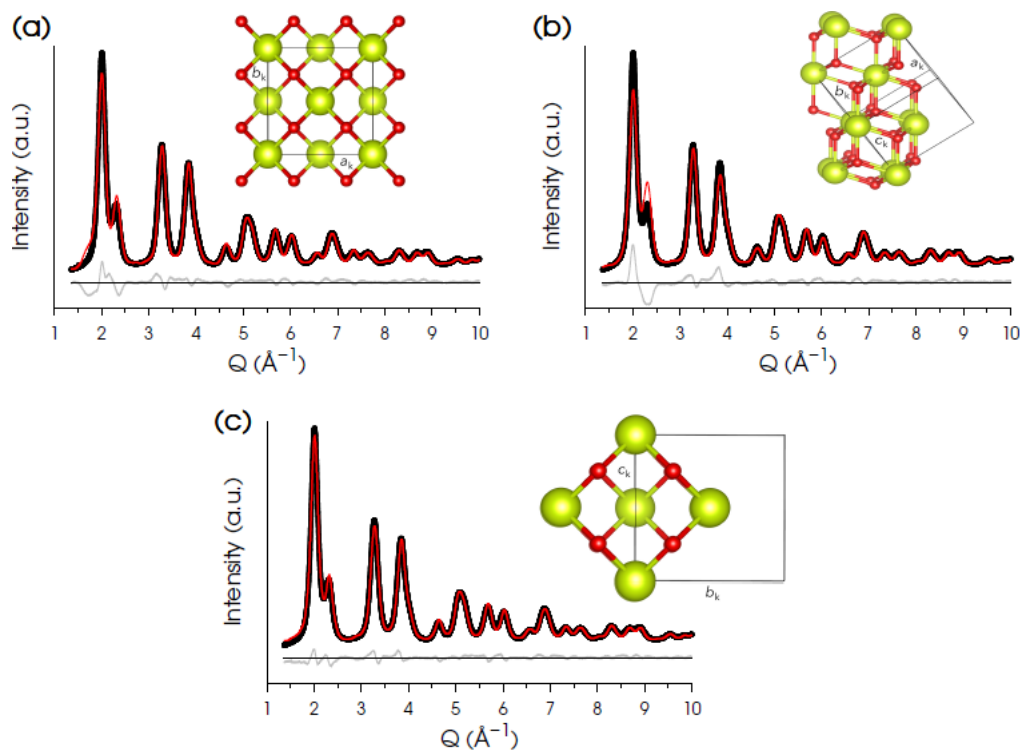 (a)
Intensity (a.u.)
b_k
a_k
1 2 3 4 5 6 7 8 9 10
Q (Å⁻¹)
(b)
Intensity (a.u.)
a_k
b_k
c_k
1 2 3 4 5 6 7 8 9 10
Q (Å⁻¹)
(c)
Intensity (a.u.)
c_k
b_k
1 2 3 4 5 6 7 8 9 10
Q (Å⁻¹)